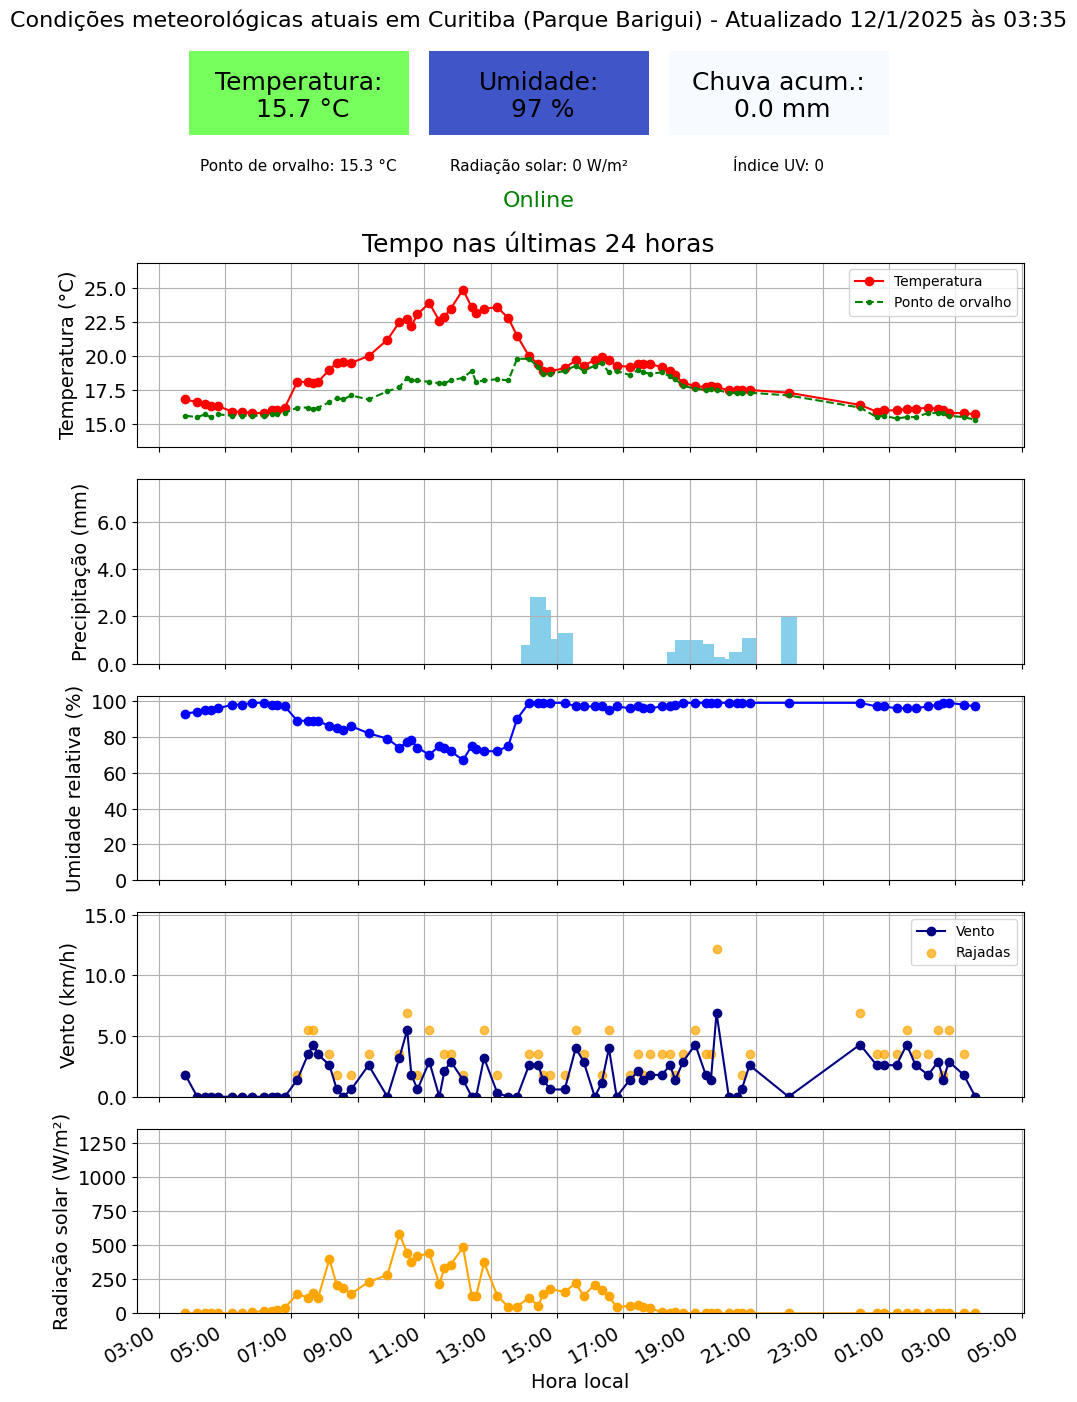 Condições meteorológicas atuais em Curitiba (Parque Barigui) - Atualizado 12/1/2025 às 03:35
Temperatura:
15.7 °C
Umidade:
97 %
Chuva acum.:
0.0 mm
Ponto de orvalho: 15.3 °C
Radiação solar: 0 W/m²
Índice UV: 0
Online
Tempo nas últimas 24 horas
Temperatura (°C)
25.0
22.5
20.0
17.5
15.0
Temperatura
Ponto de orvalho
Precipitação (mm)
6.0
4.0
2.0
0.0
Umidade relativa (%)
100
80
60
40
20
0
Vento (km/h)
15.0
10.0
5.0
0.0
Vento
Rajadas
Radiação solar (W/m²)
1250
1000
750
500
250
0
03:00
05:00
07:00
09:00
11:00
13:00
15:00
17:00
19:00
21:00
23:00
01:00
03:00
05:00
Hora local